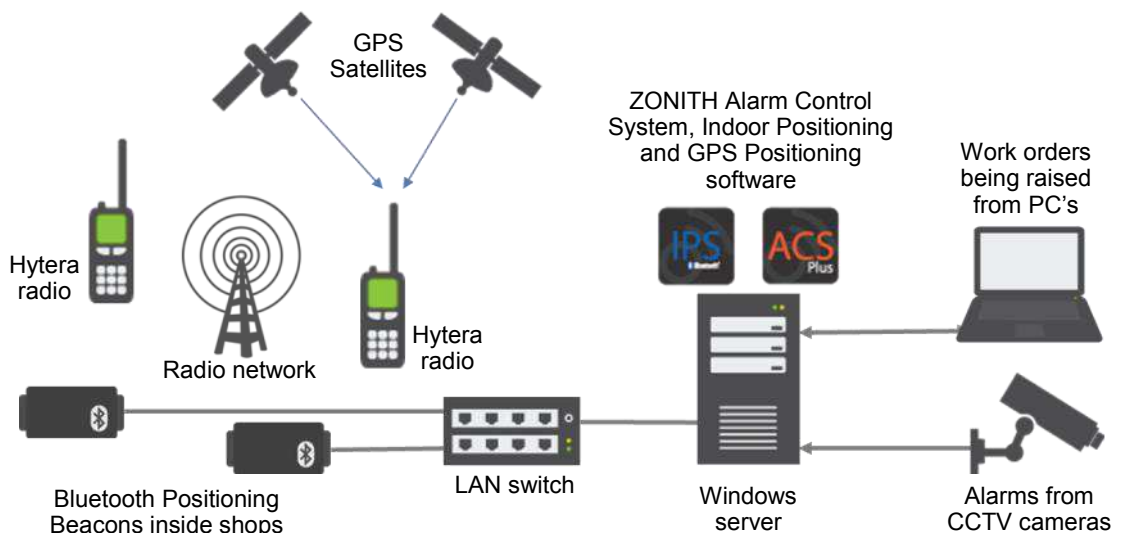 GPS
Satellites
ZONITH Alarm Control
System, Indoor Positioning
and GPS Positioning
software
Work orders
being raised
from PC's
IPS
Bluetooth
ACS
Plus
Hytera
radio
Hytera
radio
Radio network
LAN switch
Bluetooth Positioning
Beacons inside shops
Windows
server
Alarms from
CCTV cameras